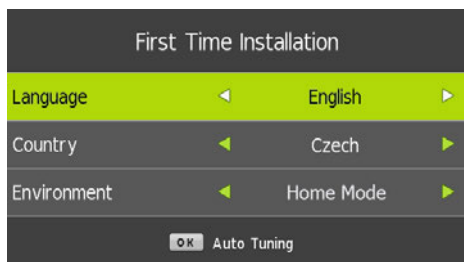 First Time Installation
Language English
Country Czech
Environment Home Mode
OK Auto Tuning